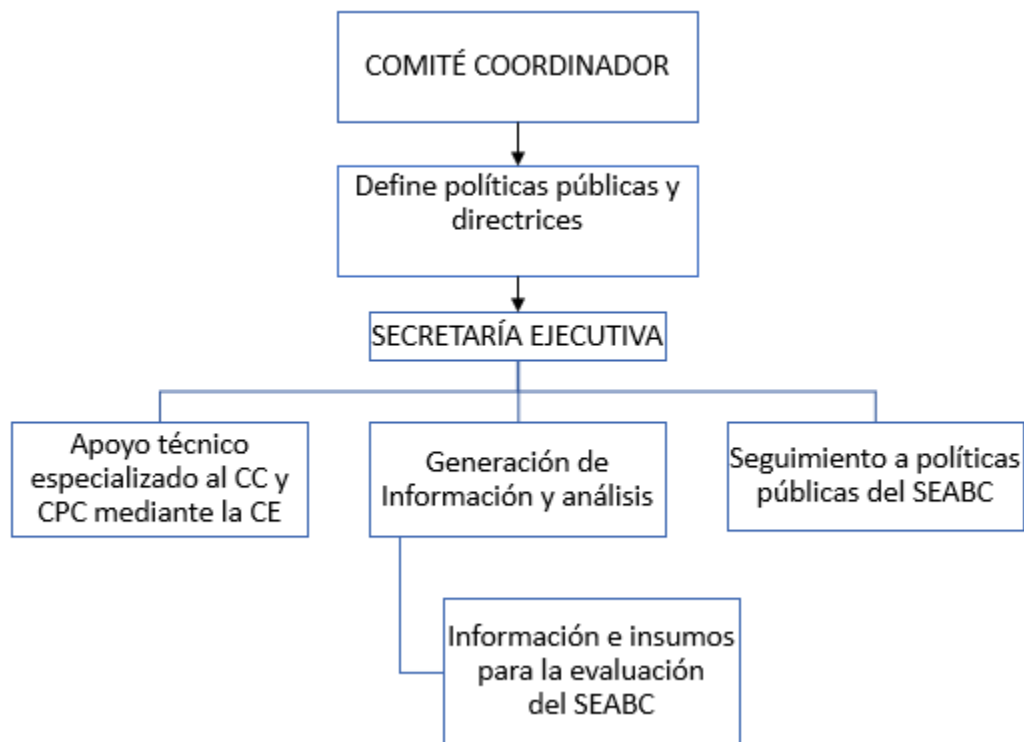 COMITÉ COORDINADOR
Define políticas públicas y
directrices
SECRETARÍA EJECUTIVA
Apoyo técnico
especializado al CC y
CPC mediante la CE
Generación de
Información y análisis
Seguimiento a políticas
públicas del SEABC
Información e insumos
para la evaluación
del SEABC